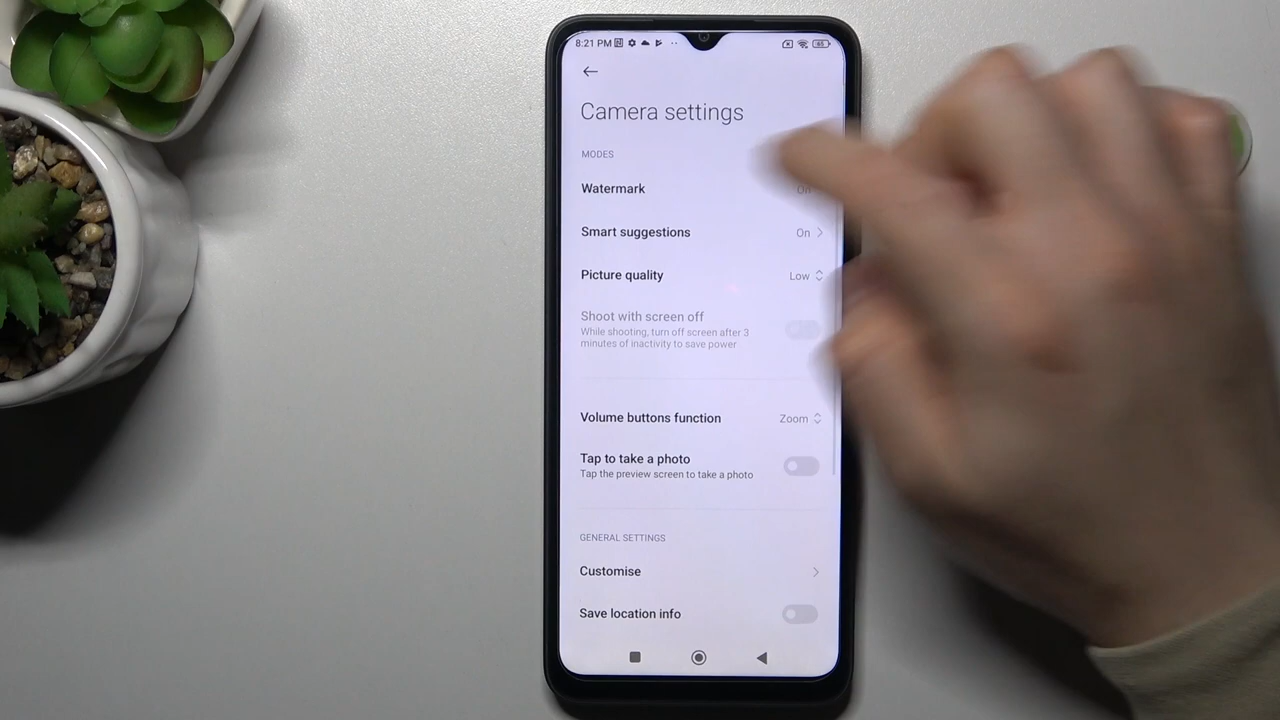 8:21 PM
65
Camera settings
MODES
Watermark On
Smart suggestions On
Picture quality Low
Shoot with screen off
While shooting, turn off screen after 3
minutes of inactivity to save power
Volume buttons function Zoom
Tap to take a photo
Tap the preview screen to take a photo
GENERAL SETTINGS
Customise
Save location info